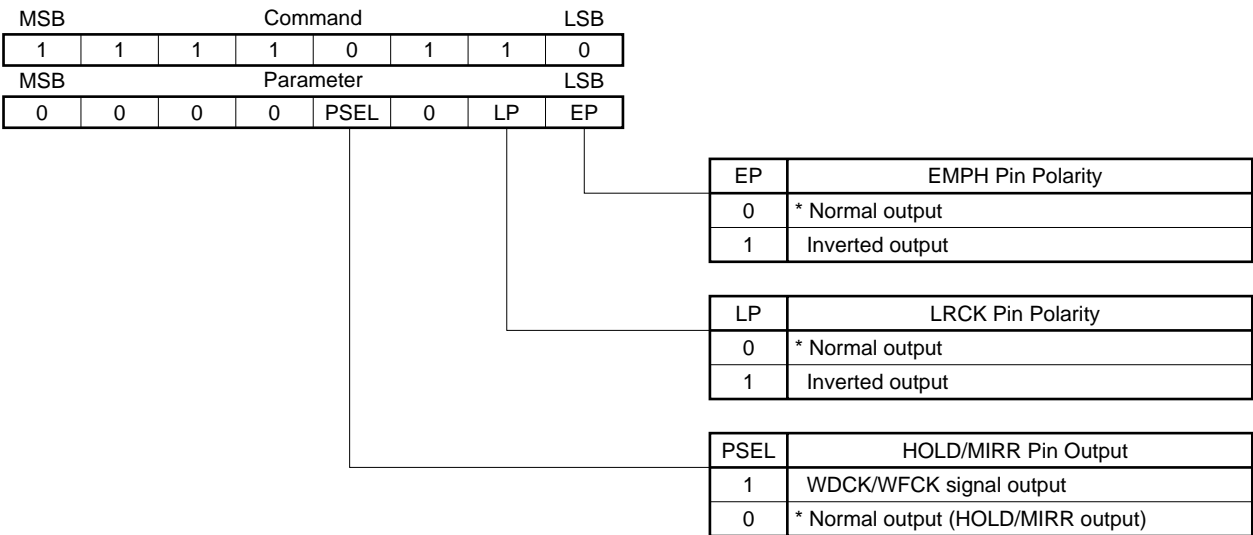 MSB Command LSB
1 1 1 1 0 1 1 0
MSB Parameter LSB
0 0 0 0 PSEL 0 LP EP
EP EMPH Pin Polarity
0 * Normal output
1 Inverted output
LP LRCK Pin Polarity
0 * Normal output
1 Inverted output
PSEL HOLD/MIRR Pin Output
1 WDCK/WFCK signal output
0 * Normal output (HOLD/MIRR output)